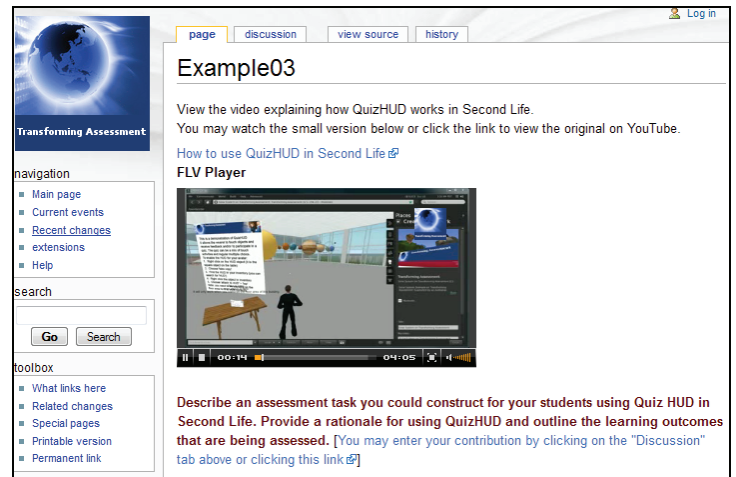 Log in
page discussion view source history
Example03
View the video explaining how QuizHUD works in Second Life.
You may watch the small version below or click the link to view the original on YouTube.
How to use QuizHUD in Second Life
FLV Player
00:14 04:05
Describe an assessment task you could construct for your students using Quiz HUD in
Second Life. Provide a rationale for using QuizHUD and outline the learning outcomes
that are being assessed. [You may enter your contribution by clicking on the "Discussion"
tab above or clicking this link]
Transforming Assessment
navigation
Main page
Current events
Recent changes
extensions
Help
search
Go Search
toolbox
What links here
Related changes
Special pages
Printable version
Permanent link